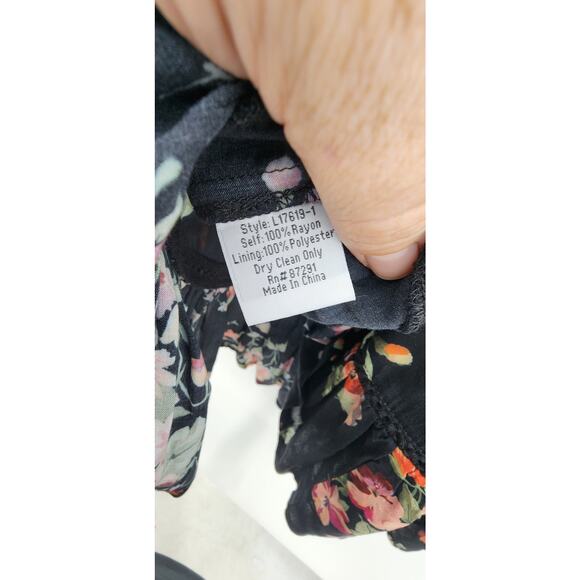 Style: L17619-1
Self:100%Rayon
Lining:100%Polyester
Dry Clean Only
Rn# 87291
Made In China